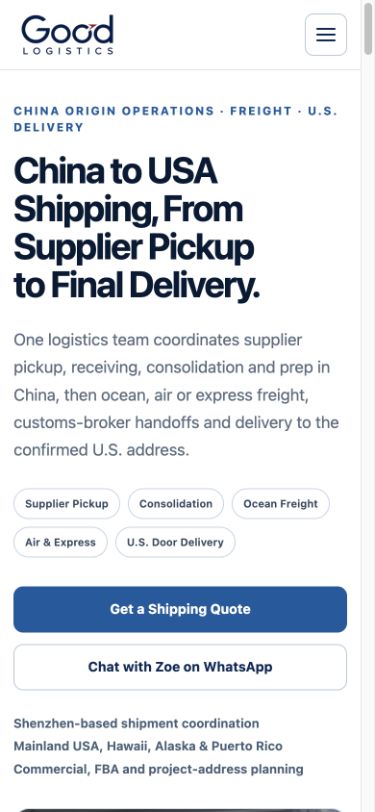 Good
LOGISTICS
CHINA ORIGIN OPERATIONS · FREIGHT · U.S.
DELIVERY
China to USA
Shipping, From
Supplier Pickup
to Final Delivery.
One logistics team coordinates supplier
pickup, receiving, consolidation and prep in
China, then ocean, air or express freight,
customs-broker handoffs and delivery to the
confirmed U.S. address.
Supplier Pickup
Consolidation
Ocean Freight
Air & Express
U.S. Door Delivery
Get a Shipping Quote
Chat with Zoe on WhatsApp
Shenzhen-based shipment coordination
Mainland USA, Hawaii, Alaska & Puerto Rico
Commercial, FBA and project-address planning